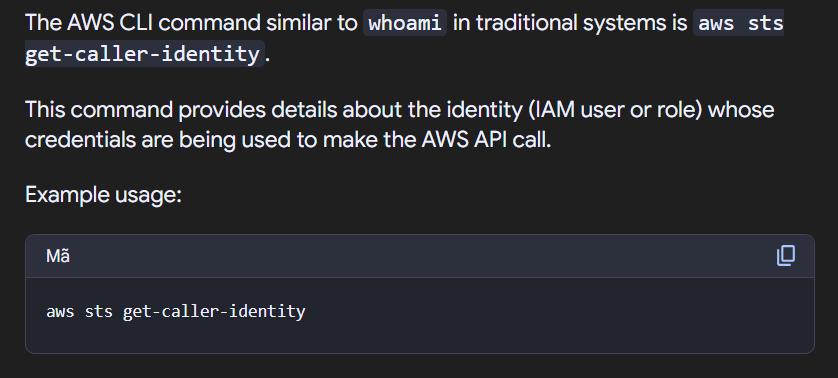 The AWS CLI command similar to whoami in traditional systems is aws sts
get-caller-identity.
This command provides details about the identity (IAM user or role) whose
credentials are being used to make the AWS API call.
Example usage:
Mã
aws sts get-caller-identity